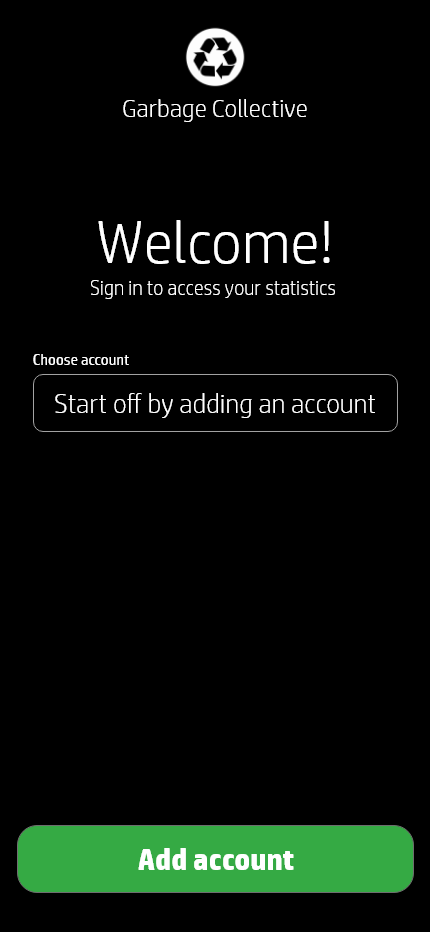 Garbage Collective
Welcome!
Sign in to access your statistics
Choose account
Start off by adding an account
Add account